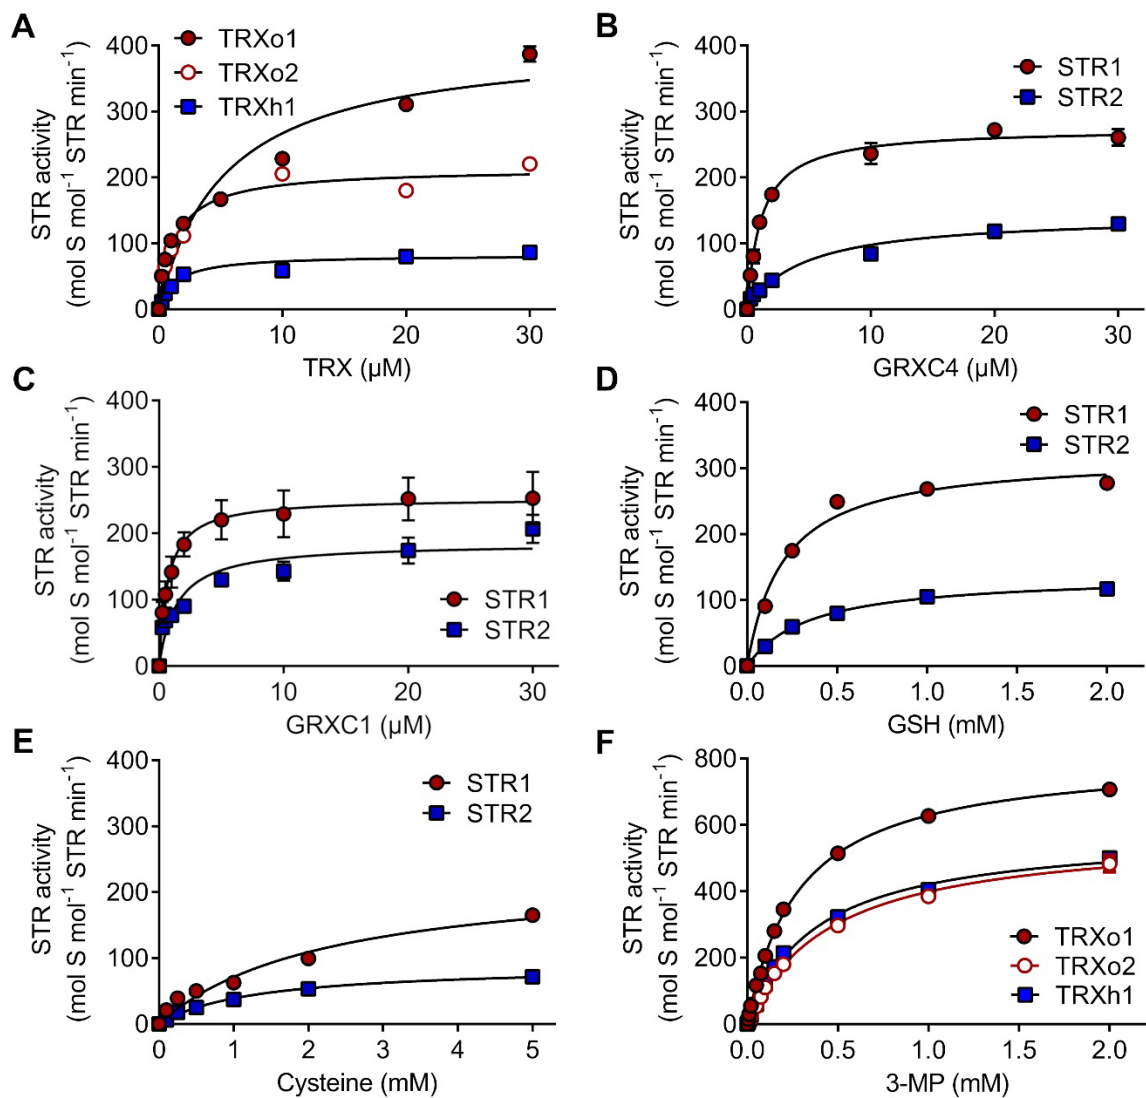 A
STR activity
(mol S mol⁻¹ STR min⁻¹)
400
300
200
100
0
TRXo1
TRXo2
TRXh1
0 10 20 30
TRX (µM)
B
STR activity
(mol S mol⁻¹ STR min⁻¹)
400
300
200
100
0
STR1
STR2
0 10 20 30
GRXC4 (µM)
C
STR activity
(mol S mol⁻¹ STR min⁻¹)
400
300
200
100
0
STR1
STR2
0 10 20 30
GRXC1 (µM)
D
STR activity
(mol S mol⁻¹ STR min⁻¹)
400
300
200
100
0
STR1
STR2
0.0 0.5 1.0 1.5 2.0
GSH (mM)
E
STR activity
(mol S mol⁻¹ STR min⁻¹)
400
300
200
100
0
STR1
STR2
0 1 2 3 4 5
Cysteine (mM)
F
STR activity
(mol S mol⁻¹ STR min⁻¹)
800
600
400
200
0
TRXo1
TRXo2
TRXh1
0.0 0.5 1.0 1.5 2.0
3-MP (mM)